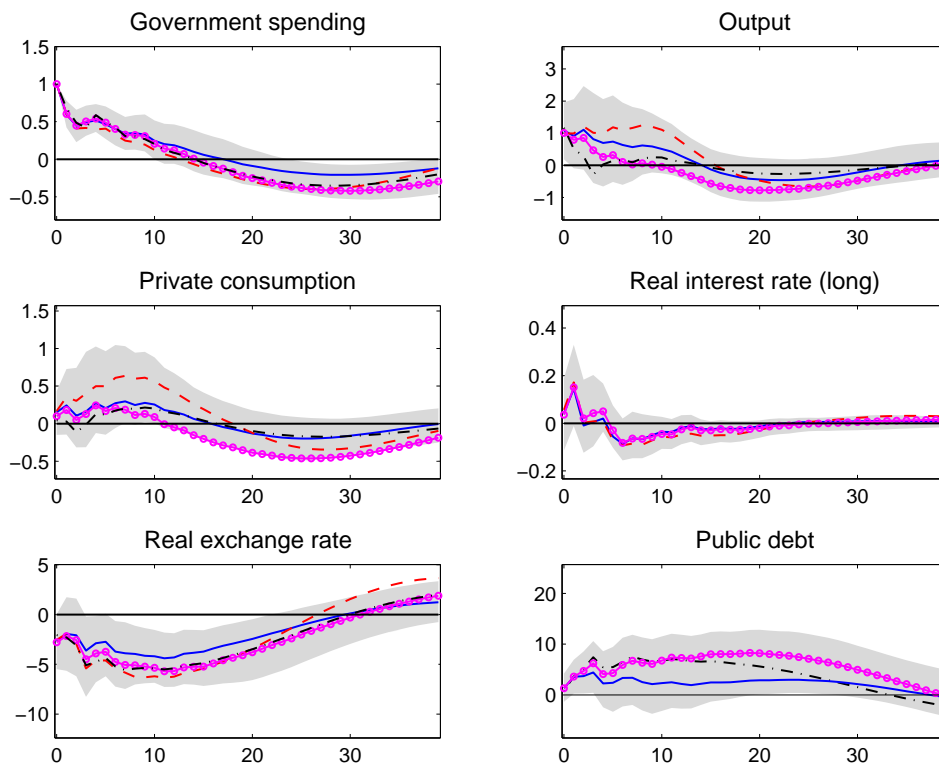 Government spending
1.5
1
0.5
0
−0.5
0 10 20 30
Output
3
2
1
0
−1
0 10 20 30
Private consumption
1.5
1
0.5
0
−0.5
0 10 20 30
Real interest rate (long)
0.4
0.2
0
−0.2
0 10 20 30
Real exchange rate
5
0
−5
−10
0 10 20 30
Public debt
20
10
0
0 10 20 30